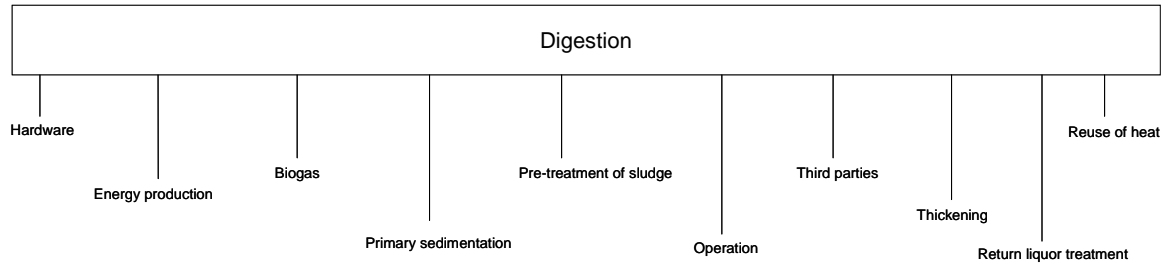 Digestion
Hardware
Energy production
Biogas
Primary sedimentation
Pre-treatment of sludge
Operation
Third parties
Thickening
Return liquor treatment
Reuse of heat